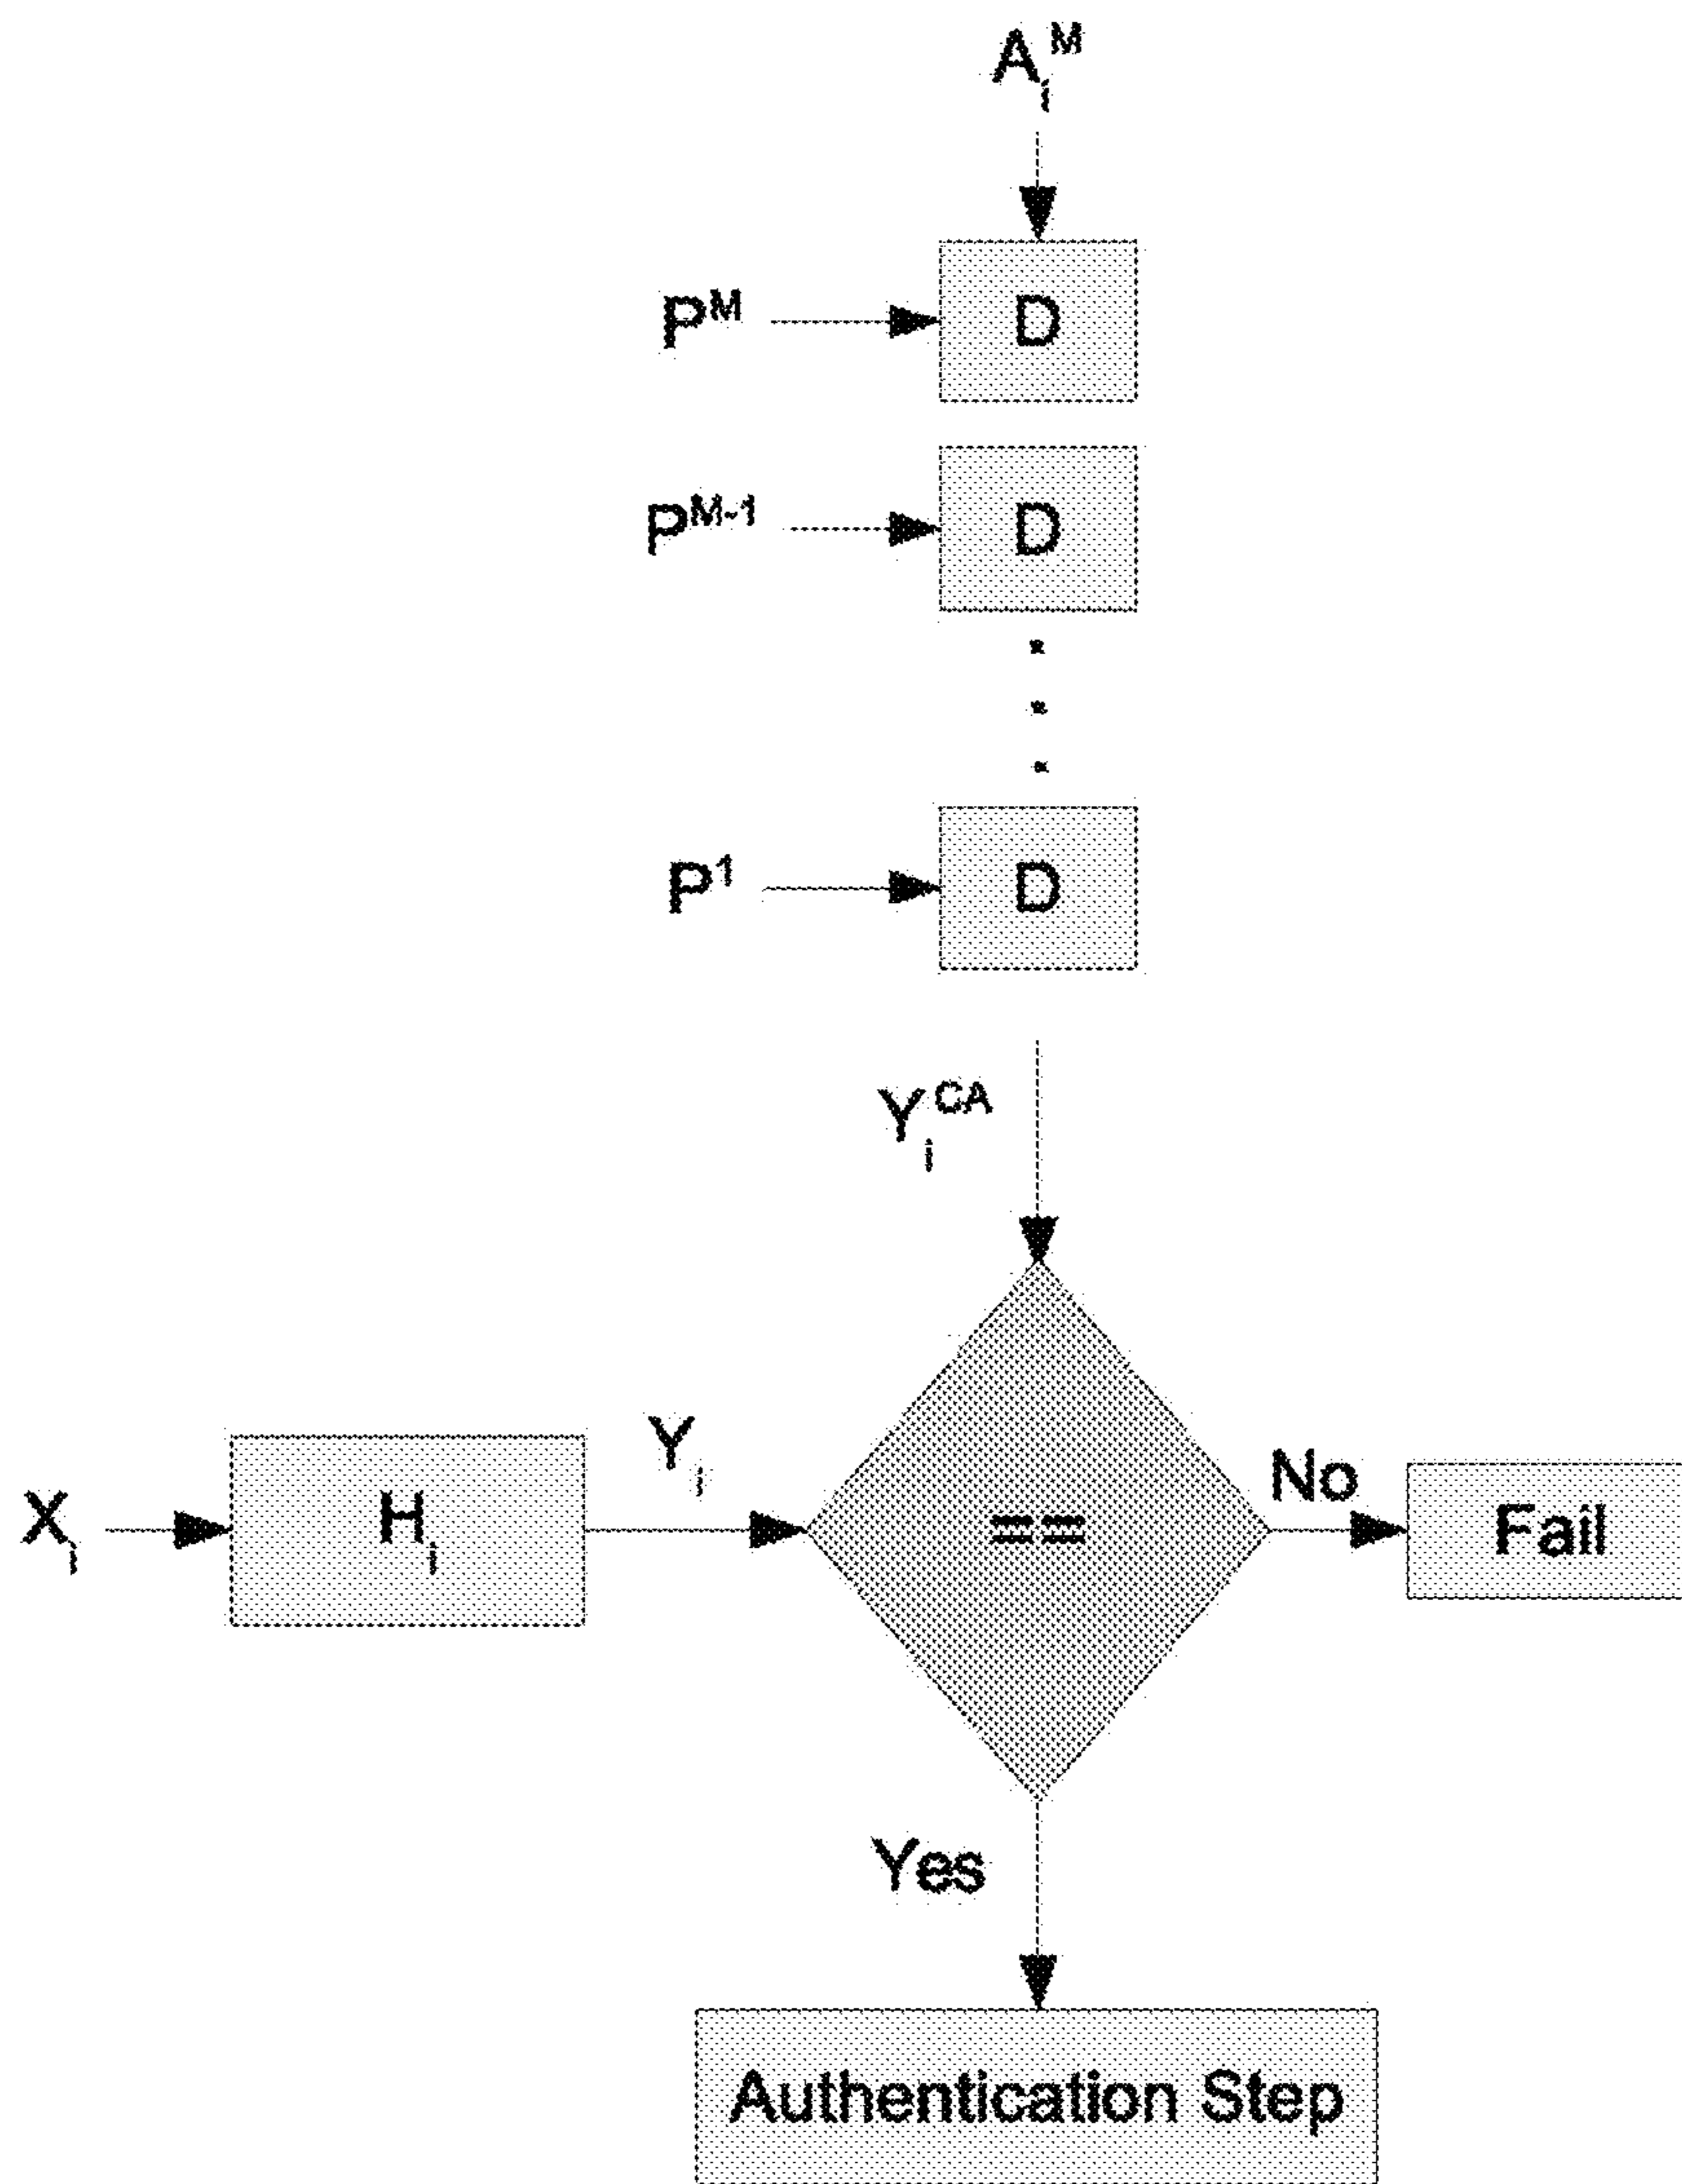 A_i^M
P^M
D
P^M-1
D
P^1
D
Y_i^CA
X_i
H_i
Y_i
==
No
Fail
Yes
Authentication Step